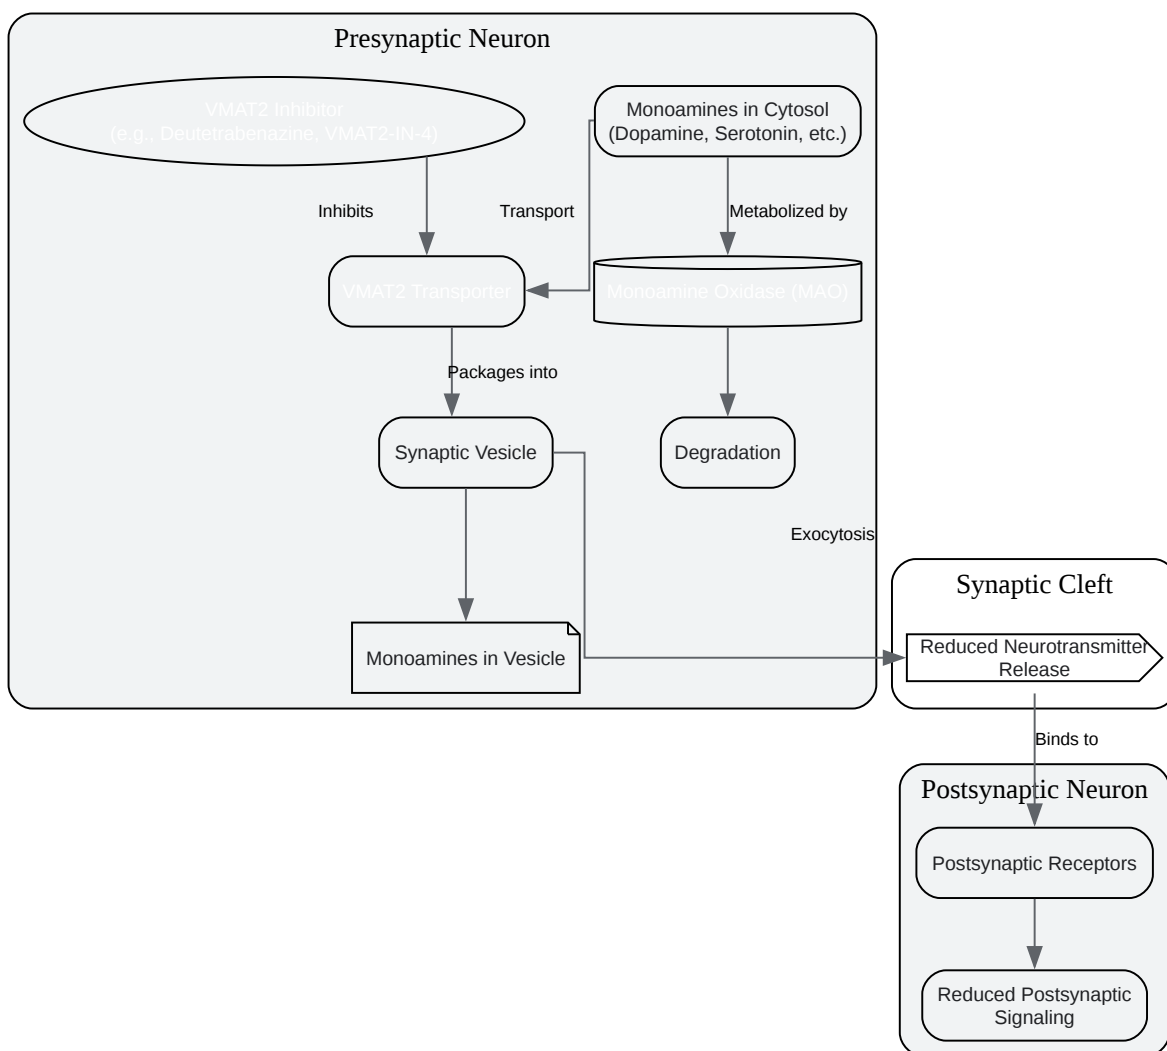 Presynaptic Neuron
VMAT2 Inhibitor
(e.g., Deutetrabenazine, VMAT2-IN-4)
Monoamines in Cytosol
(Dopamine, Serotonin, etc.)
Inhibits
Transport
Metabolized by
VMAT2 Transporter
Monoamine Oxidase (MAO)
Packages into
Synaptic Vesicle
Degradation
Exocytosis
Monoamines in Vesicle
Synaptic Cleft
Reduced Neurotransmitter
Release
Binds to
Postsynaptic Neuron
Postsynaptic Receptors
Reduced Postsynaptic
Signaling